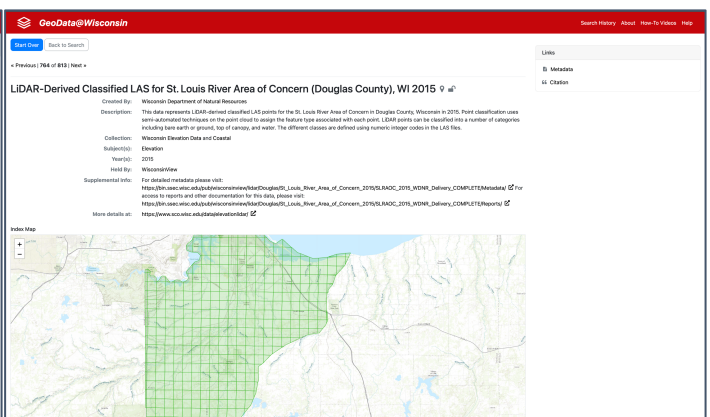 GeoData@Wisconsin
Search History About How-To Videos Help
Start Over Back to Search
« Previous | 764 of 813 | Next »
LiDAR-Derived Classified LAS for St. Louis River Area of Concern (Douglas County), WI 2015
Created By: Wisconsin Department of Natural Resources
Description: This data represents LiDAR-derived classified LAS points for the St. Louis River Area of Concern in Douglas County, Wisconsin in 2015. Point classification uses
semi-automated techniques on the point cloud to assign the feature type associated with each point. LiDAR points can be classified into a number of categories
including bare earth or ground, top of canopy, and water. The different classes are defined using numeric integer codes in the LAS files.
Collection: Wisconsin Elevation Data and Coastal
Subject(s): Elevation
Year(s): 2015
Held By: WisconsinView
Supplemental Info: For detailed metadata please visit:
https://bin.ssec.wisc.edu/pub/wisconsinview/lidar/Douglas/St_Louis_River_Area_of_Concern_2015/SLRAOC_2015_WDNR_Delivery_COMPLETE/Metadata/ For
access to reports and other documentation for this data, please visit:
https://bin.ssec.wisc.edu/pub/wisconsinview/lidar/Douglas/St_Louis_River_Area_of_Concern_2015/SLRAOC_2015_WDNR_Delivery_COMPLETE/Reports/
More details at: https://www.sco.wisc.edu/data/elevationlidar/
Index Map
+
−
Links
Metadata
Citation